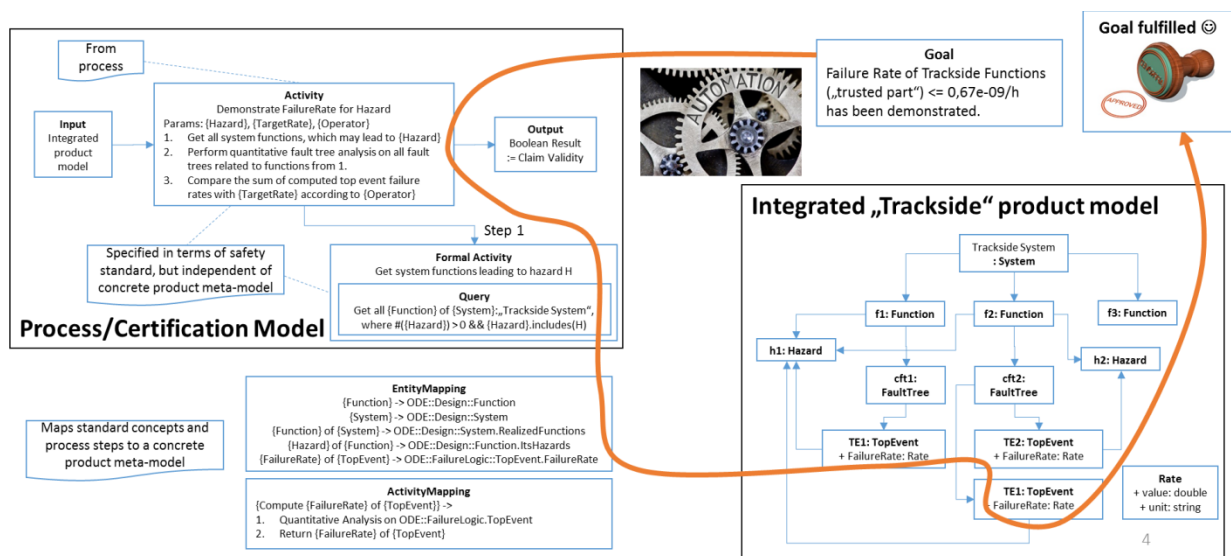 From
process
Activity
Demonstrate FailureRate for Hazard
Params: {Hazard}, {TargetRate}, {Operator}
1. Get all system functions, which may lead to {Hazard}
2. Perform quantitative fault tree analysis on all fault
trees related to functions from 1.
3. Compare the sum of computed top event failure
rates with {TargetRate} according to {Operator}
Input
Integrated
product
model
Output
Boolean Result
:= Claim Validity
Step 1
Specified in terms of safety
standard, but independent of
concrete product meta-model
Formal Activity
Get system functions leading to hazard H
Query
Get all {Function} of {System}:„Trackside System“,
where #({Hazard}) > 0 && {Hazard}.includes(H)
Process/Certification Model
AUTOMATION
Goal
Failure Rate of Trackside Functions
(„trusted part“) <= 0,67e-09/h
has been demonstrated.
Goal fulfilled ☺
APPROVED
Maps standard concepts and
process steps to a concrete
product meta-model
EntityMapping
{Function} -> ODE::Design::Function
{System} -> ODE::Design::System
{Function} of {System} -> ODE::Design::System.RealizedFunctions
{Hazard} of {Function} -> ODE::Design::Function.ItsHazards
{FailureRate} of {TopEvent} -> ODE::FailureLogic::TopEvent.FailureRate
ActivityMapping
{Compute {FailureRate} of {TopEvent}} ->
1. Quantitative Analysis on ODE::FailureLogic.TopEvent
2. Return {FailureRate} of {TopEvent}
Integrated „Trackside“ product model
Trackside System
: System
f1: Function
f2: Function
f3: Function
h1: Hazard
h2: Hazard
cft1:
FaultTree
cft2:
FaultTree
TE1: TopEvent
+ FailureRate: Rate
TE2: TopEvent
+ FailureRate: Rate
TE1: TopEvent
FailureRate: Rate
Rate
+ value: double
+ unit: string
4